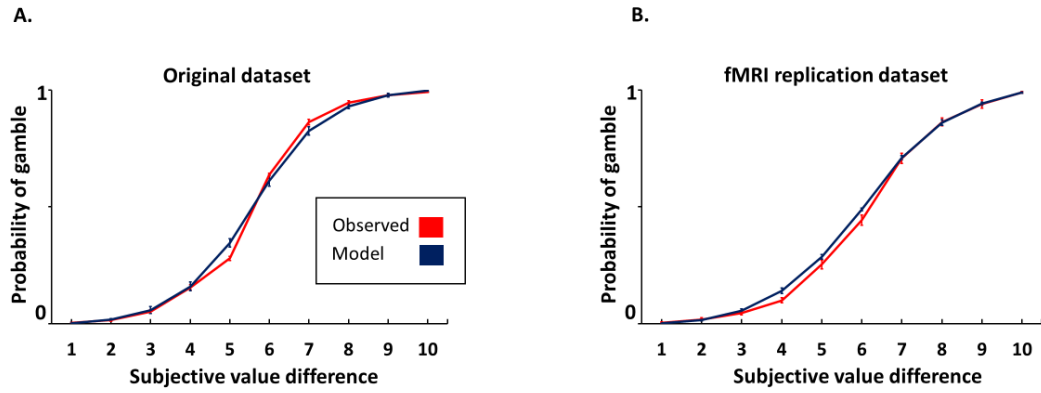 A.
Original dataset
Probability of gamble
1
0
1 2 3 4 5 6 7 8 9 10
Subjective value difference
Observed
Model
B.
fMRI replication dataset
Probability of gamble
1
0
1 2 3 4 5 6 7 8 9 10
Subjective value difference